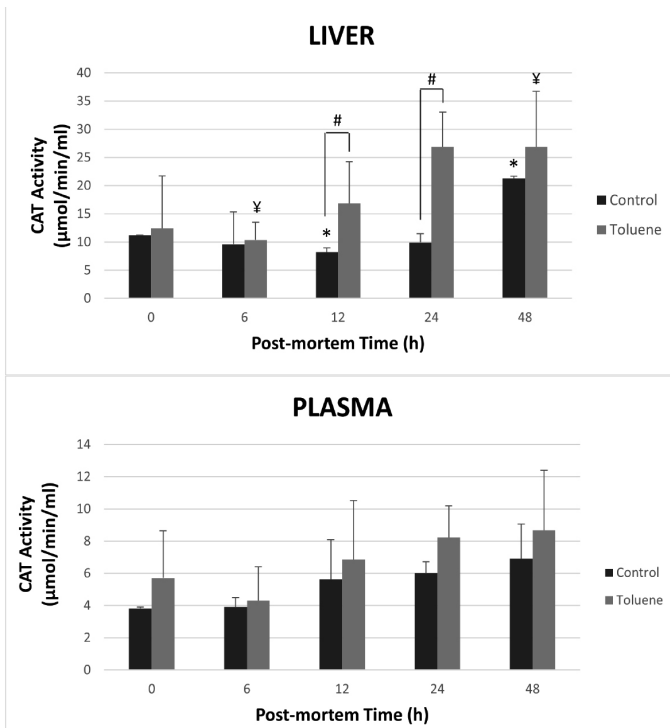 LIVER
CAT Activity
(µmol/min/ml)
40
35
30
25
20
15
10
5
0
¥
#
*
#
*
¥
Control
Toluene
0 6 12 24 48
Post-mortem Time (h)
PLASMA
CAT Activity
(µmol/min/ml)
14
12
10
8
6
4
2
0
Control
Toluene
0 6 12 24 48
Post-mortem Time (h)